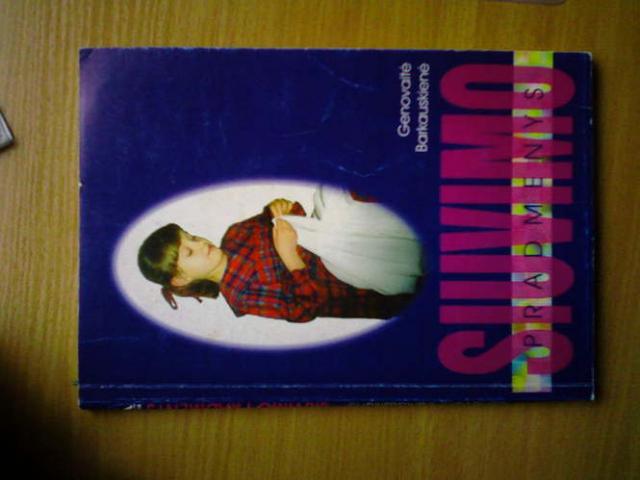 Genovaitė
Barkauskienė
SIUVIMO
PRADMENYS